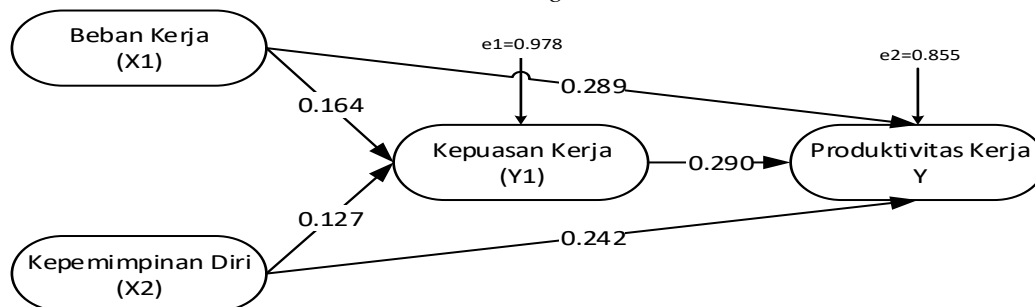 Beban Kerja
(X1)
e1=0.978
e2=0.855
0.289
0.164
Kepuasan Kerja
(Y1)
0.290
Produktivitas Kerja
Y
0.127
0.242
Kepemimpinan Diri
(X2)